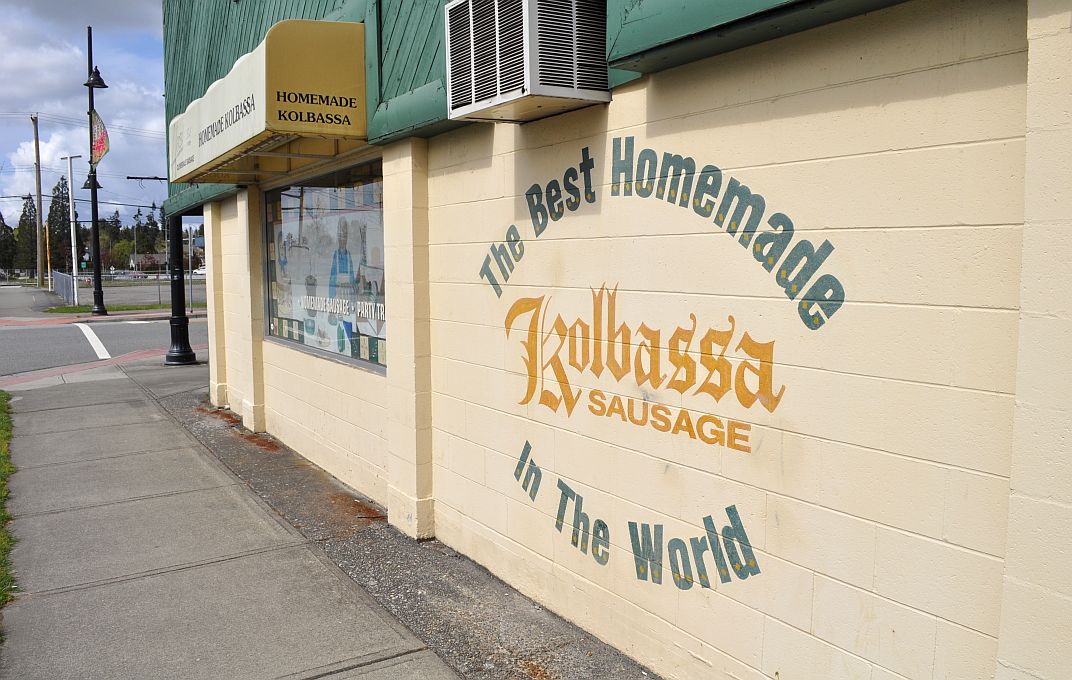 HOMEMADE
KOLBASSA
HOMEMADE KOLBASSA
• HOMEMADE SAUSAGE • PARTY TR
The Best Homemade
Kolbassa
SAUSAGE
In The World